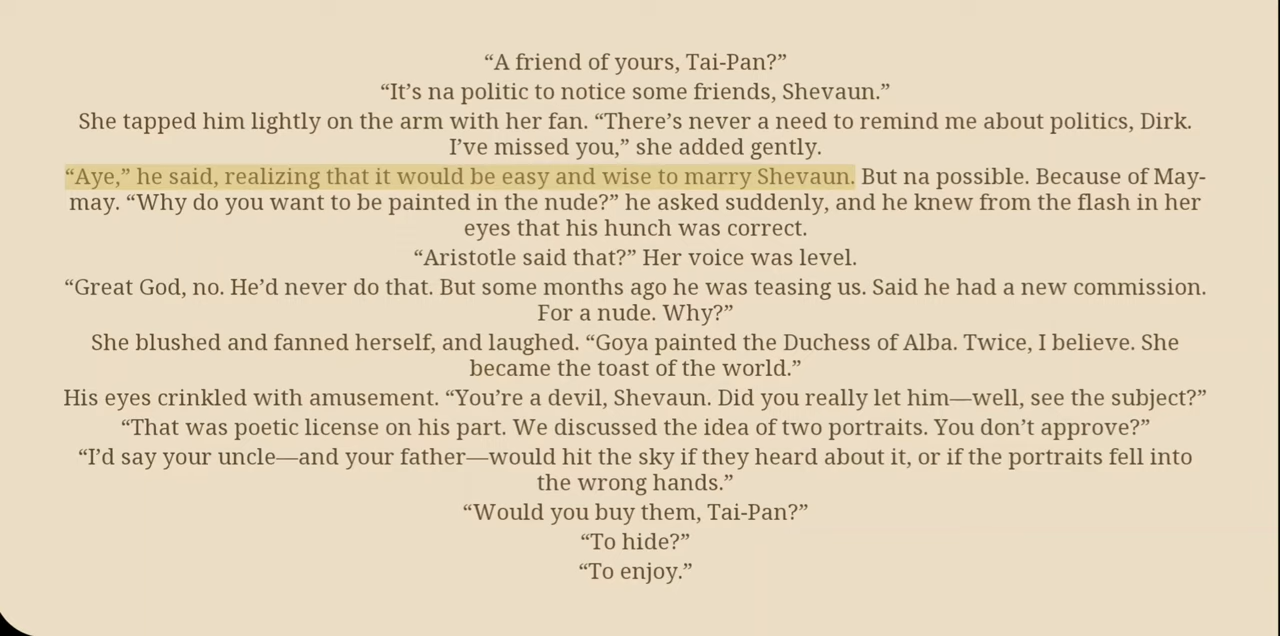 “A friend of yours, Tai-Pan?”
“It’s na politic to notice some friends, Shevaun.”
She tapped him lightly on the arm with her fan. “There’s never a need to remind me about politics, Dirk.
I’ve missed you,” she added gently.
“Aye,” he said, realizing that it would be easy and wise to marry Shevaun. But na possible. Because of May-
may. “Why do you want to be painted in the nude?” he asked suddenly, and he knew from the flash in her
eyes that his hunch was correct.
“Aristotle said that?” Her voice was level.
“Great God, no. He’d never do that. But some months ago he was teasing us. Said he had a new commission.
For a nude. Why?”
She blushed and fanned herself, and laughed. “Goya painted the Duchess of Alba. Twice, I believe. She
became the toast of the world.”
His eyes crinkled with amusement. “You’re a devil, Shevaun. Did you really let him—well, see the subject?”
“That was poetic license on his part. We discussed the idea of two portraits. You don’t approve?”
“I’d say your uncle—and your father—would hit the sky if they heard about it, or if the portraits fell into
the wrong hands.”
“Would you buy them, Tai-Pan?”
“To hide?”
“To enjoy.”